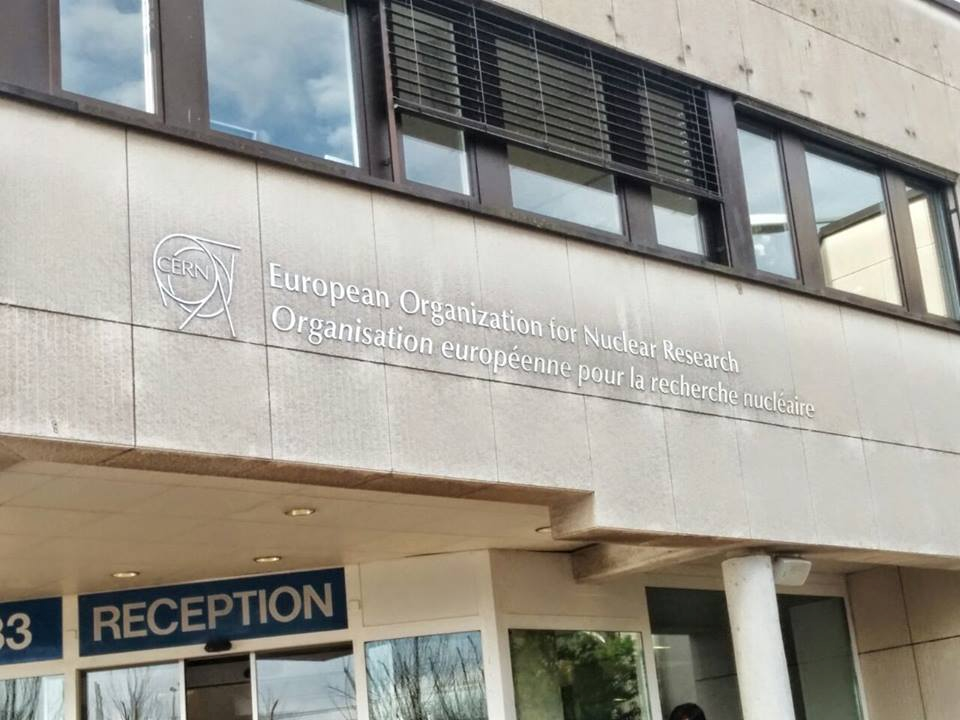 CERN
European Organization for Nuclear Research
Organisation européenne pour la recherche nucléaire
33 RECEPTION